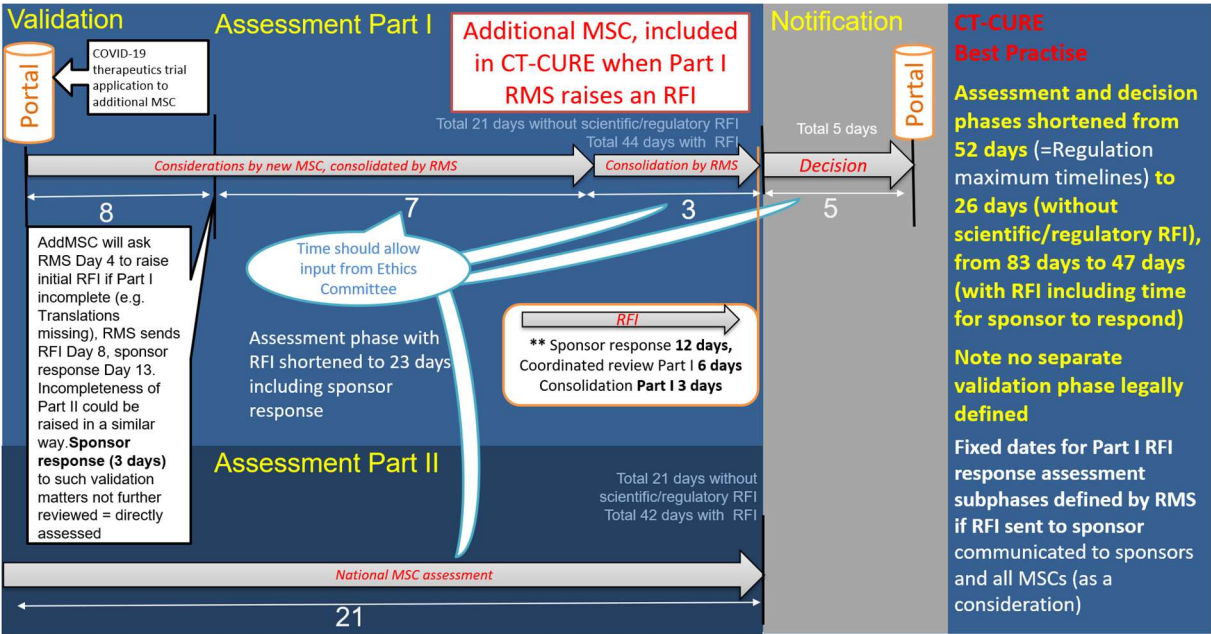 Validation
Assessment Part I
Additional MSC, included
in CT-CURE when Part I
RMS raises an RFI
Notification
Portal
COVID-19
therapeutics trial
application to
additional MSC
Total 21 days without scientific/regulatory RFI
Total 44 days with RFI
Total 5 days
Portal
Considerations by new MSC, consolidated by RMS
Consolidation by RMS
Decision
8
7
3
5
AddMSC will ask
RMS Day 4 to raise
initial RFI if Part I
incomplete (e.g.
Translations
missing), RMS sends
RFI Day 8, sponsor
response Day 13.
Incompleteness of
Part II could be
raised in a similar
way.Sponsor
response (3 days)
to such validation
matters not further
reviewed = directly
assessed
Time should allow
input from Ethics
Committee
Assessment phase with
RFI shortened to 23 days
including sponsor
response
RFI
** Sponsor response 12 days,
Coordinated review Part I 6 days
Consolidation Part I 3 days
Assessment Part II
Total 21 days without
scientific/regulatory RFI
Total 42 days with RFI
National MSC assessment
21
CT-CURE
Best Practise
Assessment and decision
phases shortened from
52 days (=Regulation
maximum timelines) to
26 days (without
scientific/regulatory RFI),
from 83 days to 47 days
(with RFI including time
for sponsor to respond)
Note no separate
validation phase legally
defined
Fixed dates for Part I RFI
response assessment
subphases defined by RMS
if RFI sent to sponsor
communicated to sponsors
and all MSCs (as a
consideration)